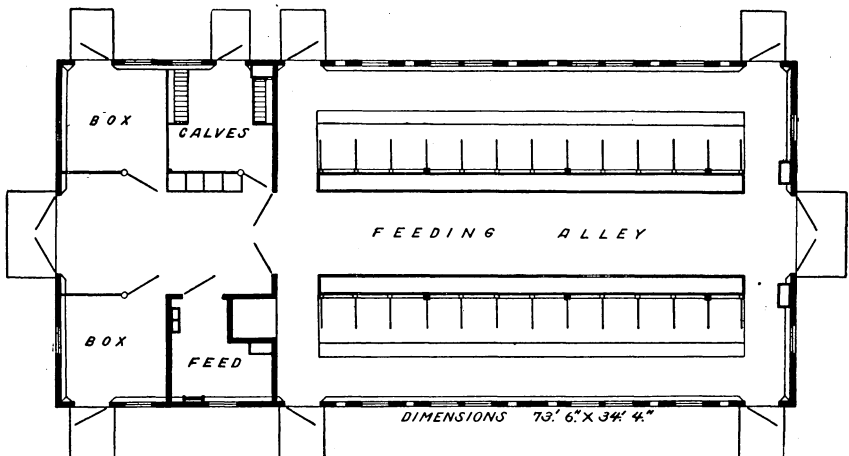 BOX
CALVES
FEEDING ALLEY
BOX
FEED
DIMENSIONS 73.' 6." X 34.' 4."